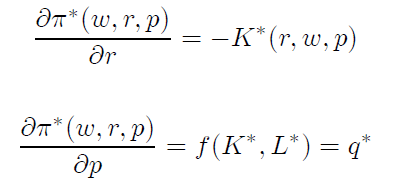 ∂π*(w, r, p)/∂r = −K*(r, w, p)
∂π*(w, r, p)/∂p = f(K*, L*) = q*